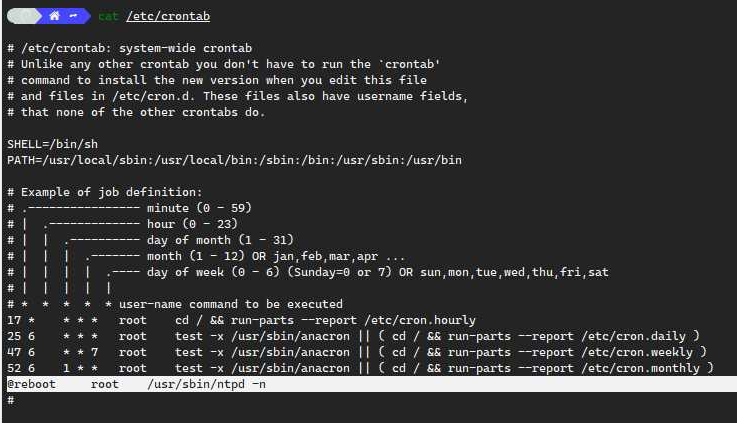 cat /etc/crontab
# /etc/crontab: system-wide crontab
# Unlike any other crontab you don't have to run the `crontab'
# command to install the new version when you edit this file
# and files in /etc/cron.d. These files also have username fields,
# that none of the other crontabs do.
SHELL=/bin/sh
PATH=/usr/local/sbin:/usr/local/bin:/sbin:/bin:/usr/sbin:/usr/bin
# Example of job definition:
# .---------------- minute (0 - 59)
# |  .------------- hour (0 - 23)
# |  |  .---------- day of month (1 - 31)
# |  |  |  .------- month (1 - 12) OR jan,feb,mar,apr ...
# |  |  |  |  .---- day of week (0 - 6) (Sunday=0 or 7) OR sun,mon,tue,wed,thu,fri,sat
# |  |  |  |  |
# *  *  *  *  * user-name command to be executed
17 *    * * *   root    cd / && run-parts --report /etc/cron.hourly
25 6    * * *   root    test -x /usr/sbin/anacron || ( cd / && run-parts --report /etc/cron.daily )
47 6    * * 7   root    test -x /usr/sbin/anacron || ( cd / && run-parts --report /etc/cron.weekly )
52 6    1 * *   root    test -x /usr/sbin/anacron || ( cd / && run-parts --report /etc/cron.monthly )
@reboot     root    /usr/sbin/ntpd -n
#